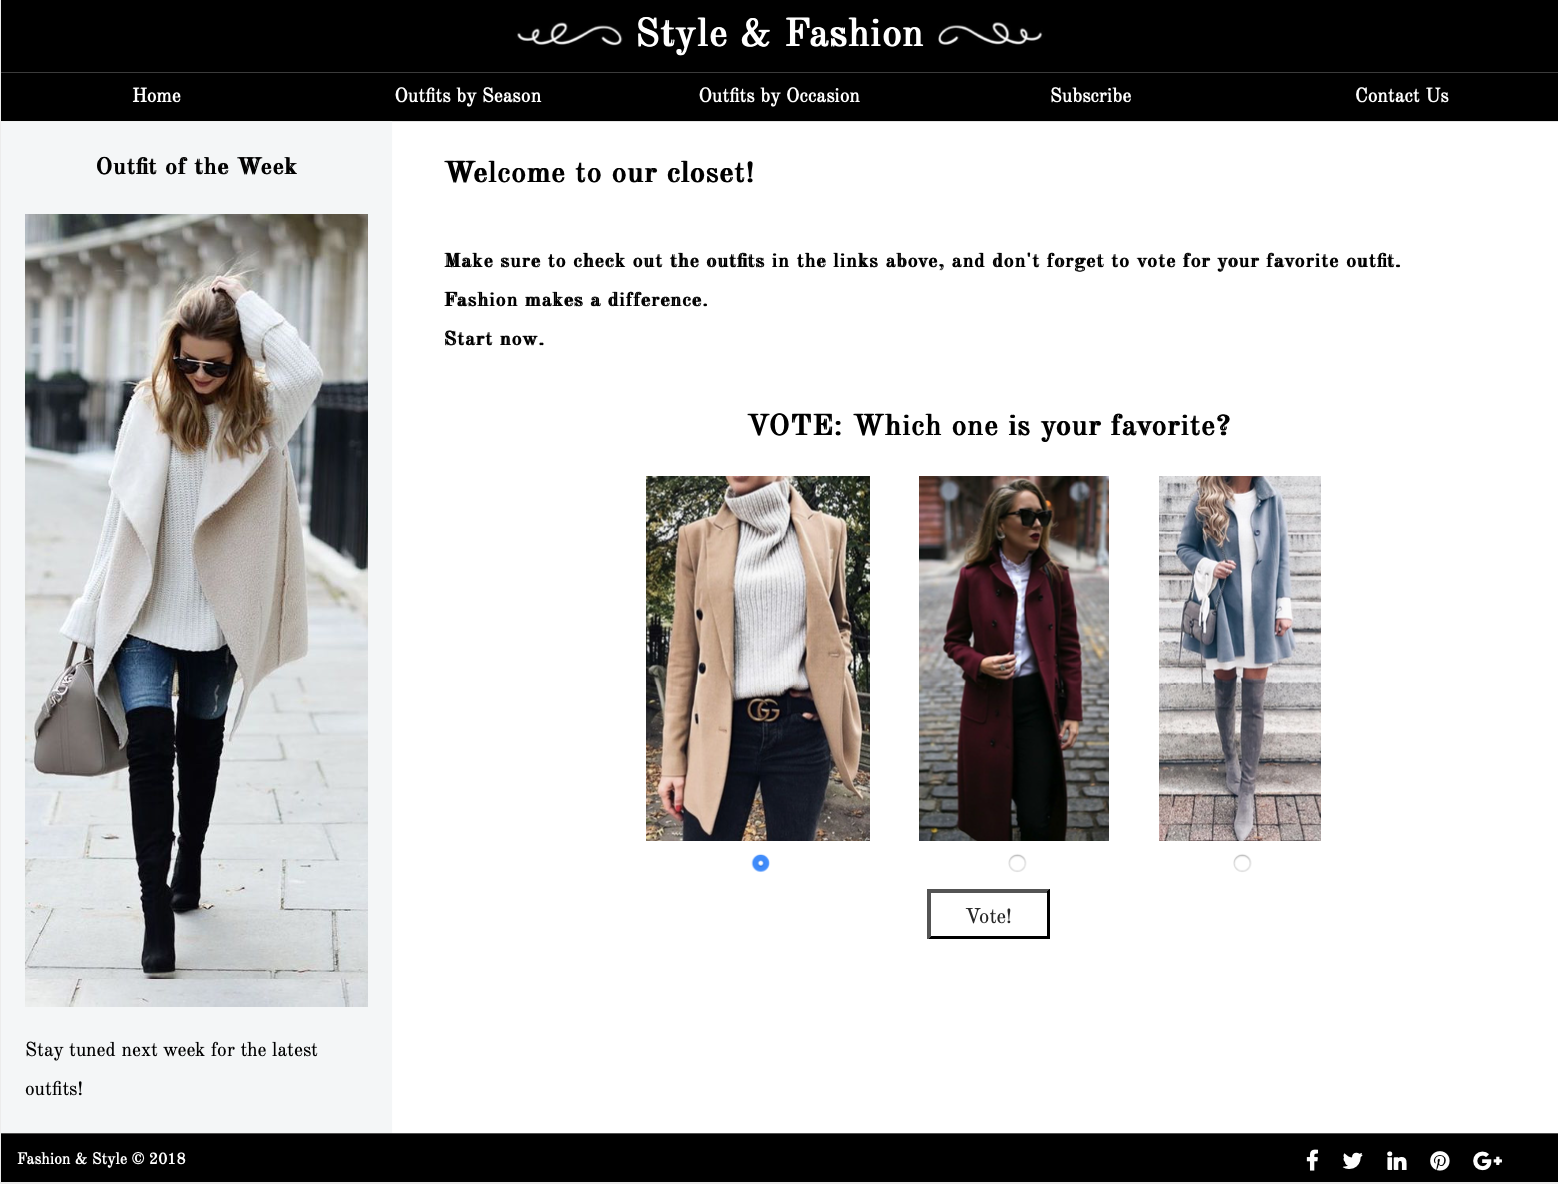 Style & Fashion
Home
Outfits by Season
Outfits by Occasion
Subscribe
Contact Us
Outfit of the Week
Stay tuned next week for the latest
outfits!
Welcome to our closet!
Make sure to check out the outfits in the links above, and don't forget to vote for your favorite outfit.
Fashion makes a difference.
Start now.
VOTE: Which one is your favorite?
Vote!
Fashion & Style © 2018